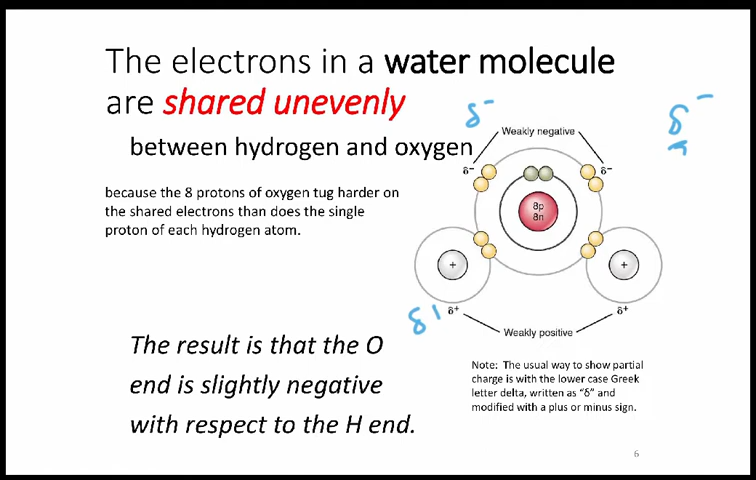 The electrons in a water molecule
are shared unevenly
between hydrogen and oxygen
because the 8 protons of oxygen tug harder on
the shared electrons than does the single
proton of each hydrogen atom.
δ⁻
δ⁻
Weakly negative
δ⁻
δ⁻
8p
8n
+
+
δ⁺
δ⁺
δ
Weakly positive
The result is that the O
end is slightly negative
with respect to the H end.
Note: The usual way to show partial
charge is with the lower case Greek
letter delta, written as “δ” and
modified with a plus or minus sign.
6